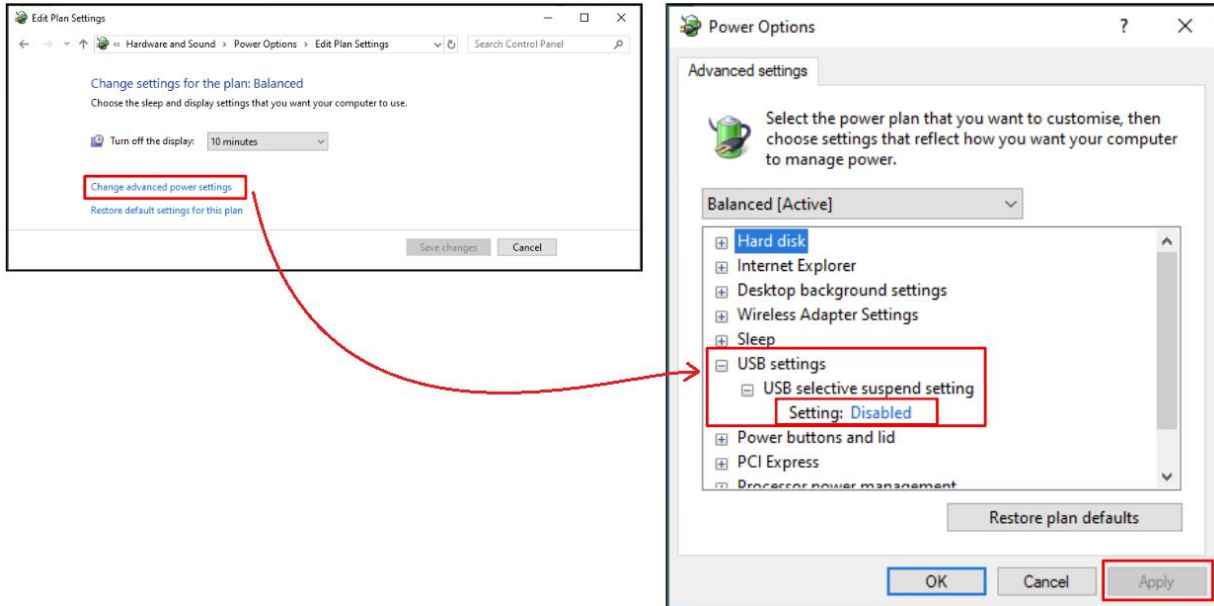 Edit Plan Settings
« Hardware and Sound > Power Options > Edit Plan Settings
Search Control Panel
Change settings for the plan: Balanced
Choose the sleep and display settings that you want your computer to use.
Turn off the display: 10 minutes
Change advanced power settings
Restore default settings for this plan
Save changes Cancel
Power Options
Advanced settings
Select the power plan that you want to customise, then
choose settings that reflect how you want your computer
to manage power.
Balanced [Active]
Hard disk
Internet Explorer
Desktop background settings
Wireless Adapter Settings
Sleep
USB settings
USB selective suspend setting
Setting: Disabled
Power buttons and lid
PCI Express
Processor power management
Restore plan defaults
OK Cancel Apply